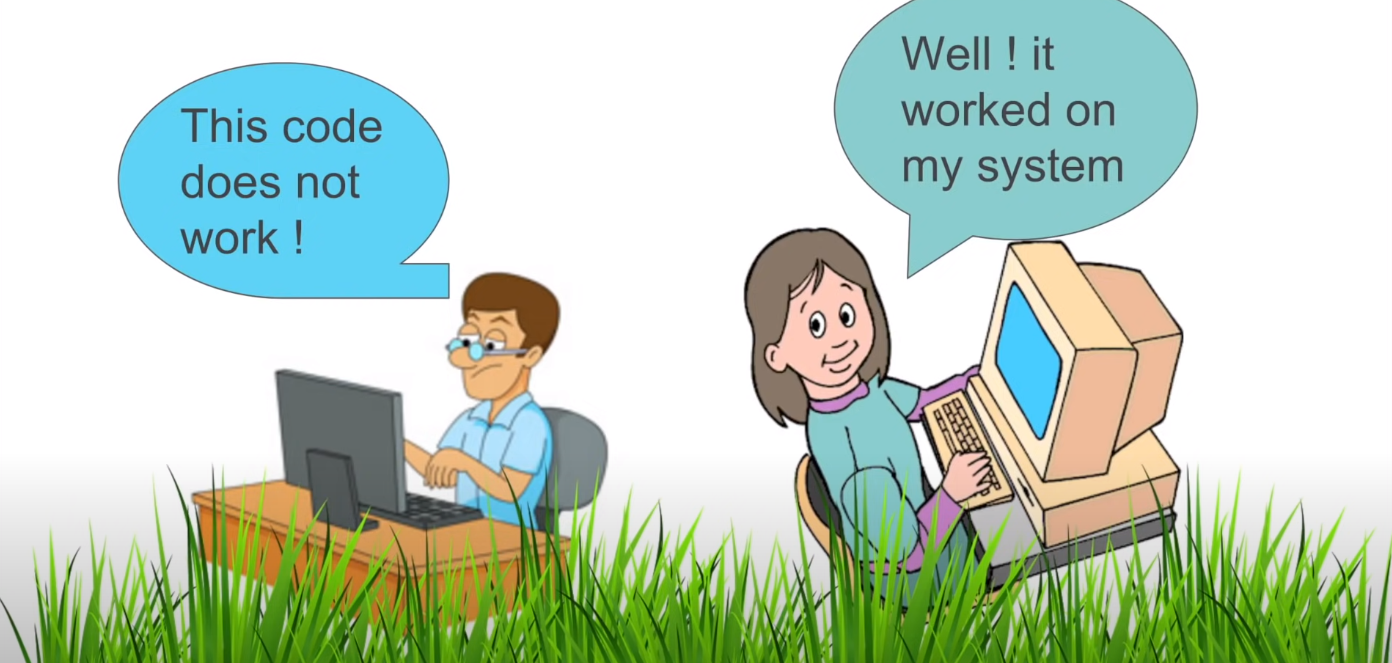 This code
does not
work !
Well ! it
worked on
my system